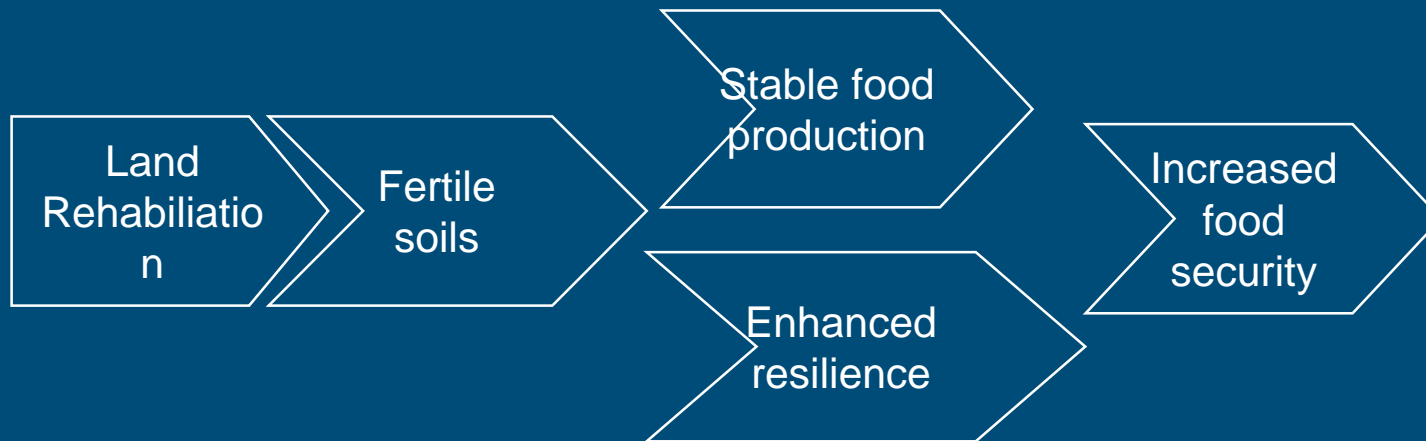 Land
Rehabiliatio
n
Fertile
soils
Stable food
production
Enhanced
resilience
Increased
food
security